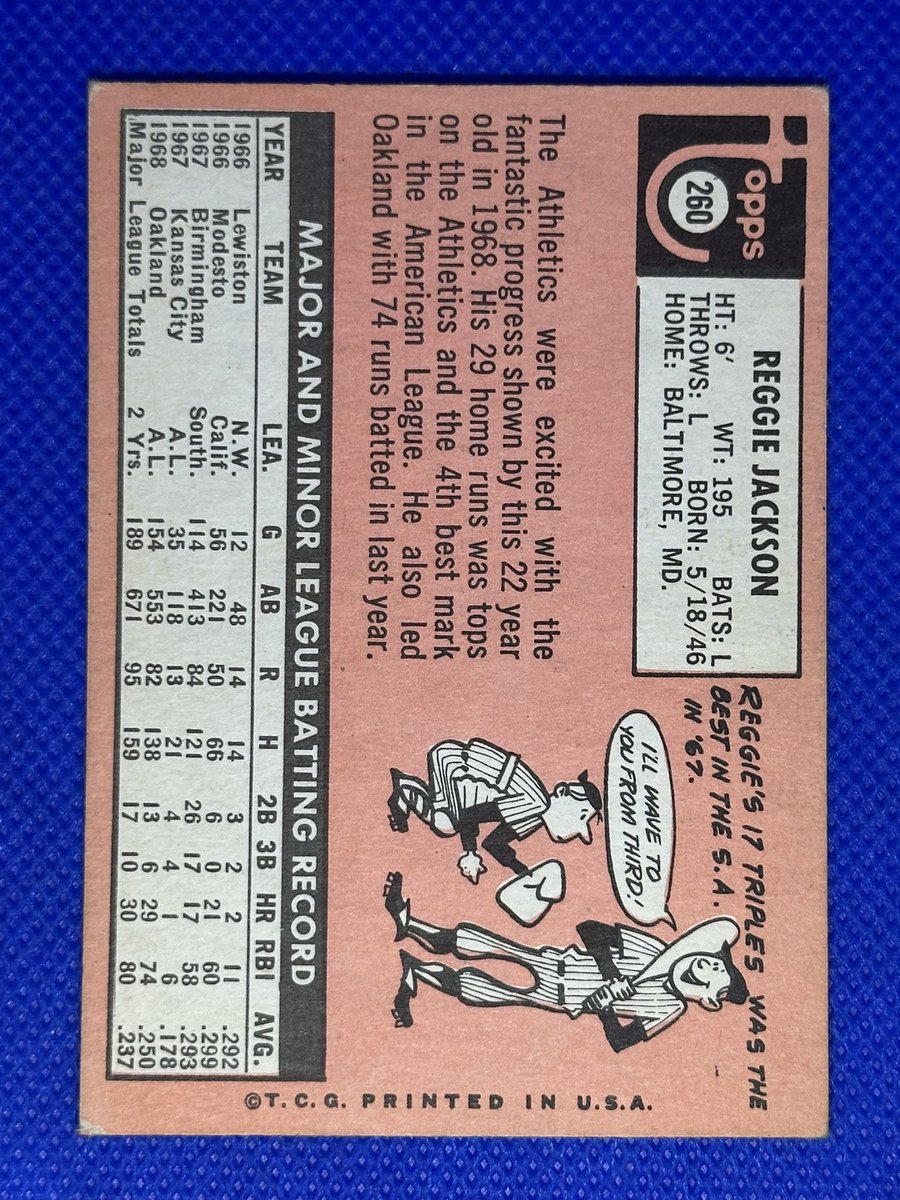 Topps
260
REGGIE JACKSON
HT: 6' WT: 195 BATS: L
THROWS: L BORN: 5/18/46
HOME: BALTIMORE, MD.
REGGIE'S 17 TRIPLES WAS THE
BEST IN THE S.A.
IN '67.
I'LL WAVE TO
YOU FROM THIRD!
The Athletics were excited with the
fantastic progress shown by this 22 year
old in 1968. His 29 home runs was tops
on the Athletics and the 4th best mark
in the American League. He also led
Oakland with 74 runs batted in last year.
MAJOR AND MINOR LEAGUE BATTING RECORD
YEAR TEAM LEA. G AB R H 2B 3B HR RBI AVG.
1966 Lewiston N.W. 12 48 14 14 3 2 2 11 .292
1966 Modesto Calif. 56 221 50 66 6 0 21 60 .299
1967 Birmingham South. 114 413 84 121 26 17 17 58 .293
1967 Kansas City A.L. 35 118 13 21 4 4 1 6 .178
1968 Oakland A.L. 154 553 82 138 13 6 29 74 .250
Major League Totals 2 Yrs. 189 671 95 159 17 10 30 80 .237
©T.C.G. PRINTED IN U.S.A.